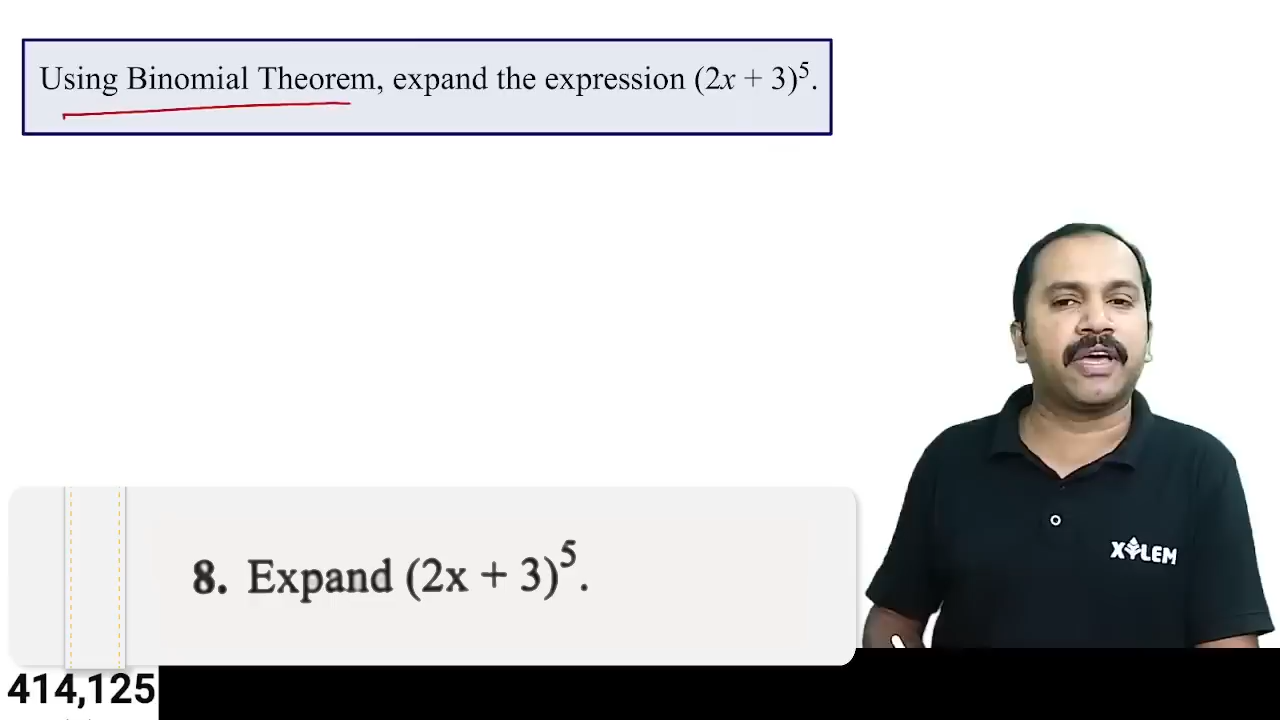 Using Binomial Theorem, expand the expression (2x + 3)⁵.
XYLEM
8. Expand (2x + 3)⁵.
414,125